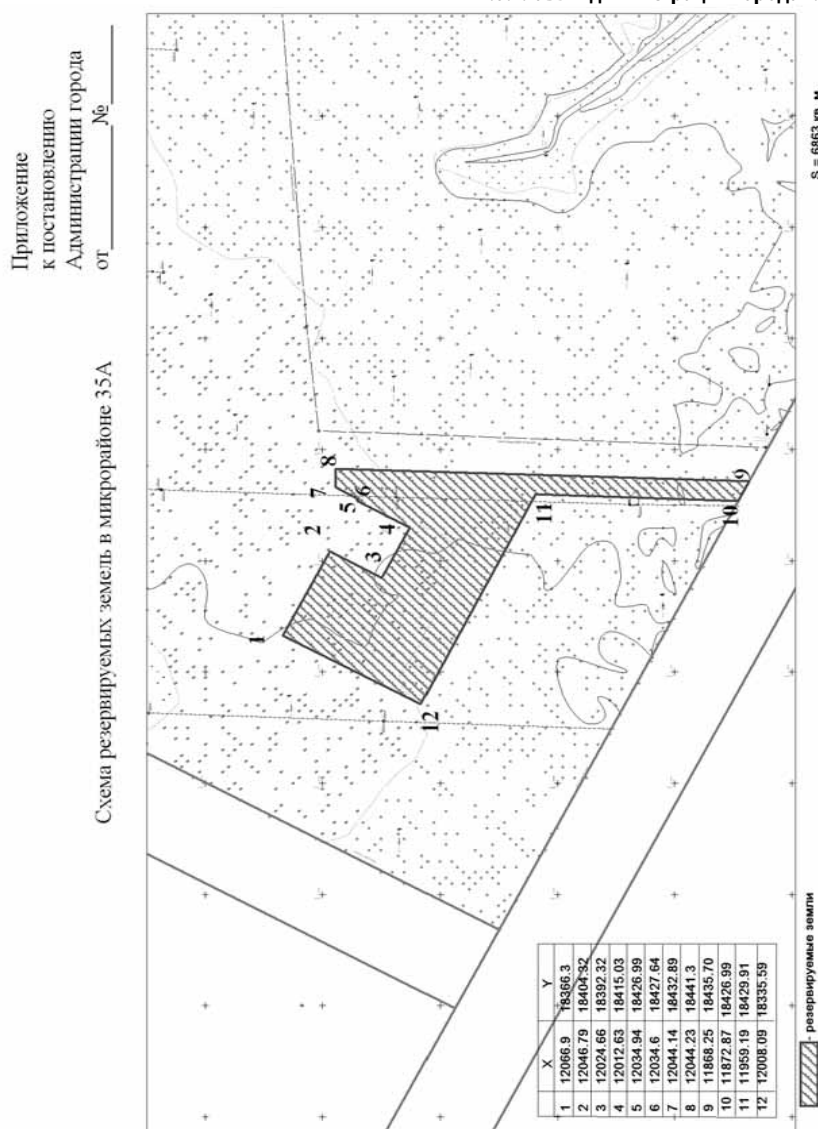 Приложение
к постановлению
Администрации города
от __________ № __________
Схема резервируемых земель в микрорайоне 35А
1
2
3
4
5
6
7
8
9
10
11
12
X Y
1 12066.9 18366.3
2 12046.79 18404.32
3 12024.66 18392.32
4 12012.63 18415.03
5 12034.94 18426.99
6 12034.6 18427.64
7 12044.14 18432.89
8 12044.23 18441.3
9 11868.25 18435.70
10 11872.87 18426.99
11 11959.19 18429.91
12 12008.09 18335.59
- резервируемые земли
S = 6863 кв. м